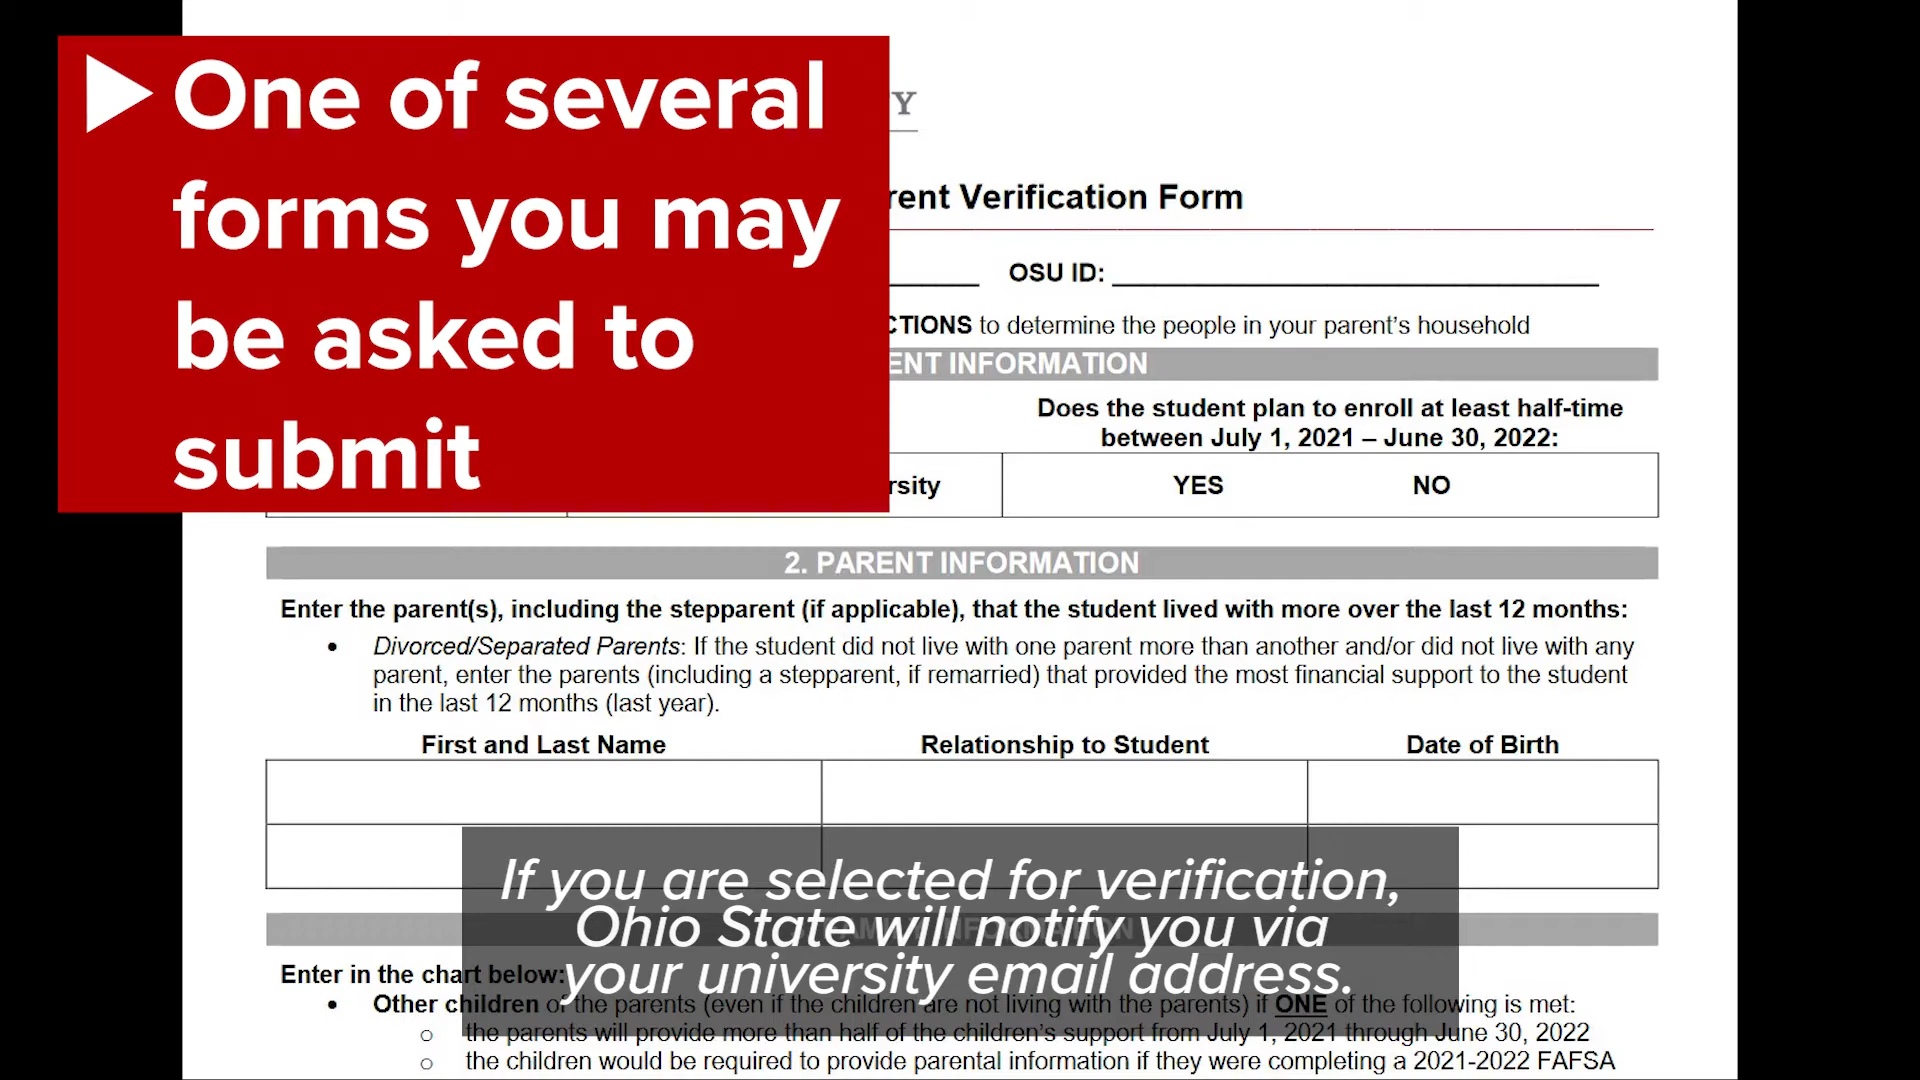 One of several
forms you may
be asked to
submit
Y
rent Verification Form
OSU ID:
CTIONS to determine the people in your parent's household
ENT INFORMATION
Does the student plan to enroll at least half-time
between July 1, 2021 – June 30, 2022:
rsity YES NO
2. PARENT INFORMATION
Enter the parent(s), including the stepparent (if applicable), that the student lived with more over the last 12 months:
• Divorced/Separated Parents: If the student did not live with one parent more than another and/or did not live with any
parent, enter the parents (including a stepparent, if remarried) that provided the most financial support to the student
in the last 12 months (last year).
First and Last Name Relationship to Student Date of Birth
If you are selected for verification,
Ohio State will notify you via
your university email address.
Enter in the chart below:
• Other children of the parents (even if the children are not living with the parents) if ONE of the following is met:
o the parents will provide more than half of the children's support from July 1, 2021 through June 30, 2022
o the children would be required to provide parental information if they were completing a 2021-2022 FAFSA